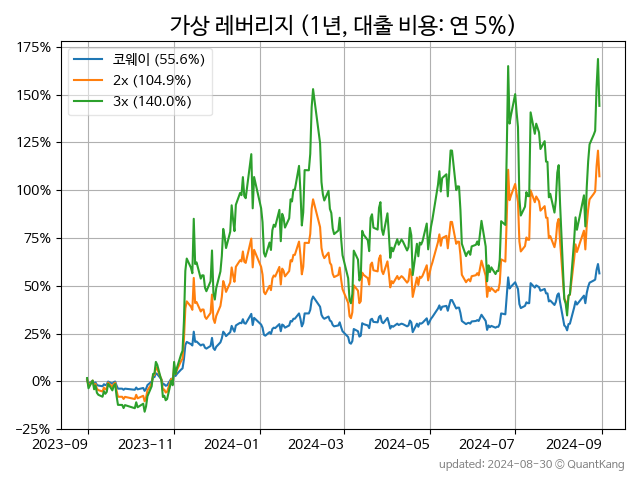 가상 레버리지 (1년, 대출 비용: 연 5%)
175%
150%
125%
100%
75%
50%
25%
0%
−25%
코웨이 (55.6%)
2x (104.9%)
3x (140.0%)
2023-09 2023-11 2024-01 2024-03 2024-05 2024-07 2024-09
updated: 2024-08-30 © QuantKang